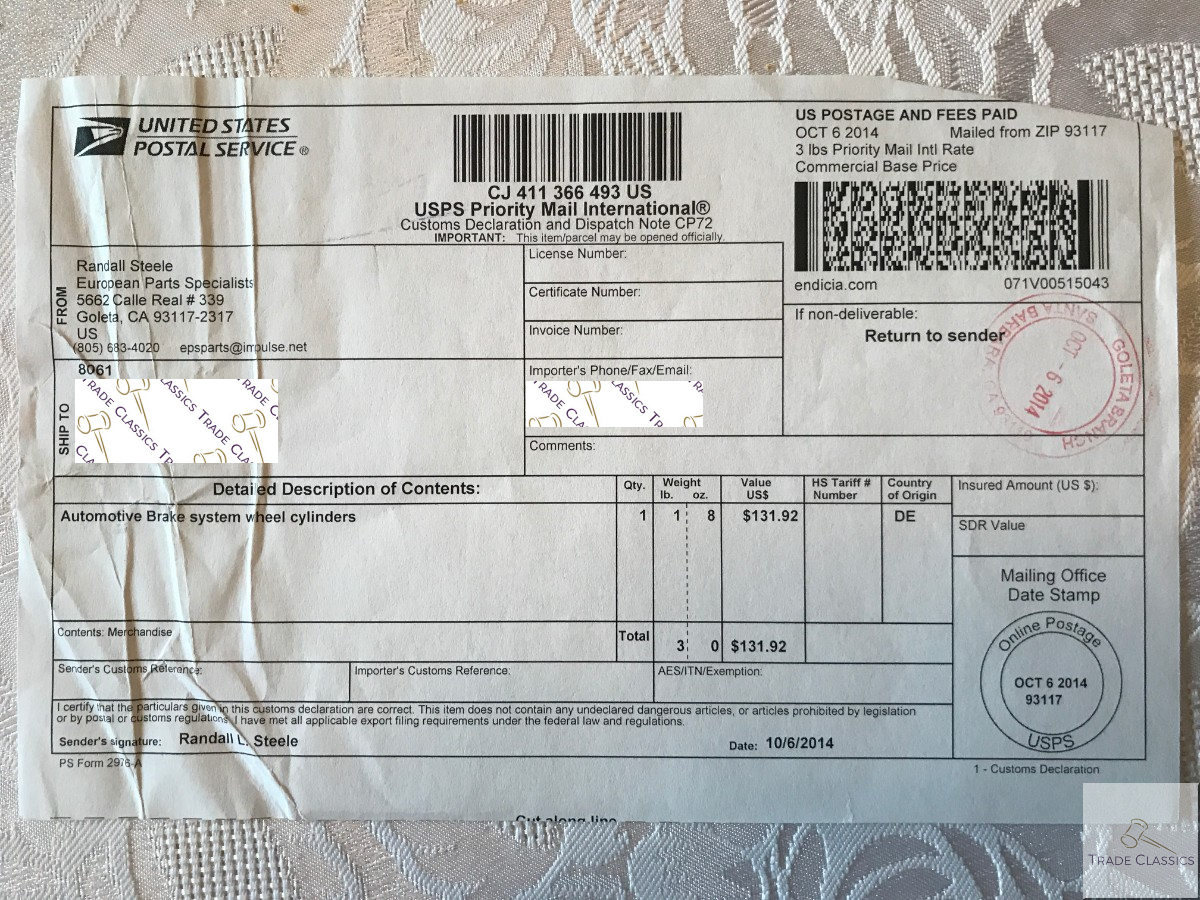 UNITED STATES
POSTAL SERVICE ®
CJ 411 366 493 US
USPS Priority Mail International®
Customs Declaration and Dispatch Note CP72
IMPORTANT: This item/parcel may be opened officially.
US POSTAGE AND FEES PAID
OCT 6 2014 Mailed from ZIP 93117
3 lbs Priority Mail Intl Rate
Commercial Base Price
endicia.com 071V00515043
FROM
Randall Steele
European Parts Specialists
5662 Calle Real # 339
Goleta, CA 93117-2317
US
(805) 683-4020 epsparts@impulse.net
License Number:
Certificate Number:
Invoice Number:
If non-deliverable:
Return to sender
GOLETA BRANCH
SANTA BARBARA
OCT - 6 2014
SHIP TO
8061
TRADE CLASSICS TRADE CLASSICS
Importer's Phone/Fax/Email:
TRADE CLASSICS
Comments:
Detailed Description of Contents:
Qty.
Weight
lb. oz.
Value
US$
HS Tariff #
Number
Country
of Origin
Insured Amount (US $):
Automotive Brake system wheel cylinders 1 1 8 $131.92 DE
SDR Value
Mailing Office
Date Stamp
Online Postage
OCT 6 2014
93117
USPS
Contents: Merchandise
Total 3 0 $131.92
Sender's Customs Reference:
Importer's Customs Reference:
AES/ITN/Exemption:
I certify that the particulars given in this customs declaration are correct. This item does not contain any undeclared dangerous articles, or articles prohibited by legislation
or by postal or customs regulations. I have met all applicable export filing requirements under the federal law and regulations.
Sender's signature: Randall L. Steele Date: 10/6/2014
PS Form 2976-A
1 - Customs Declaration
Cut along line
TRADE CLASSICS